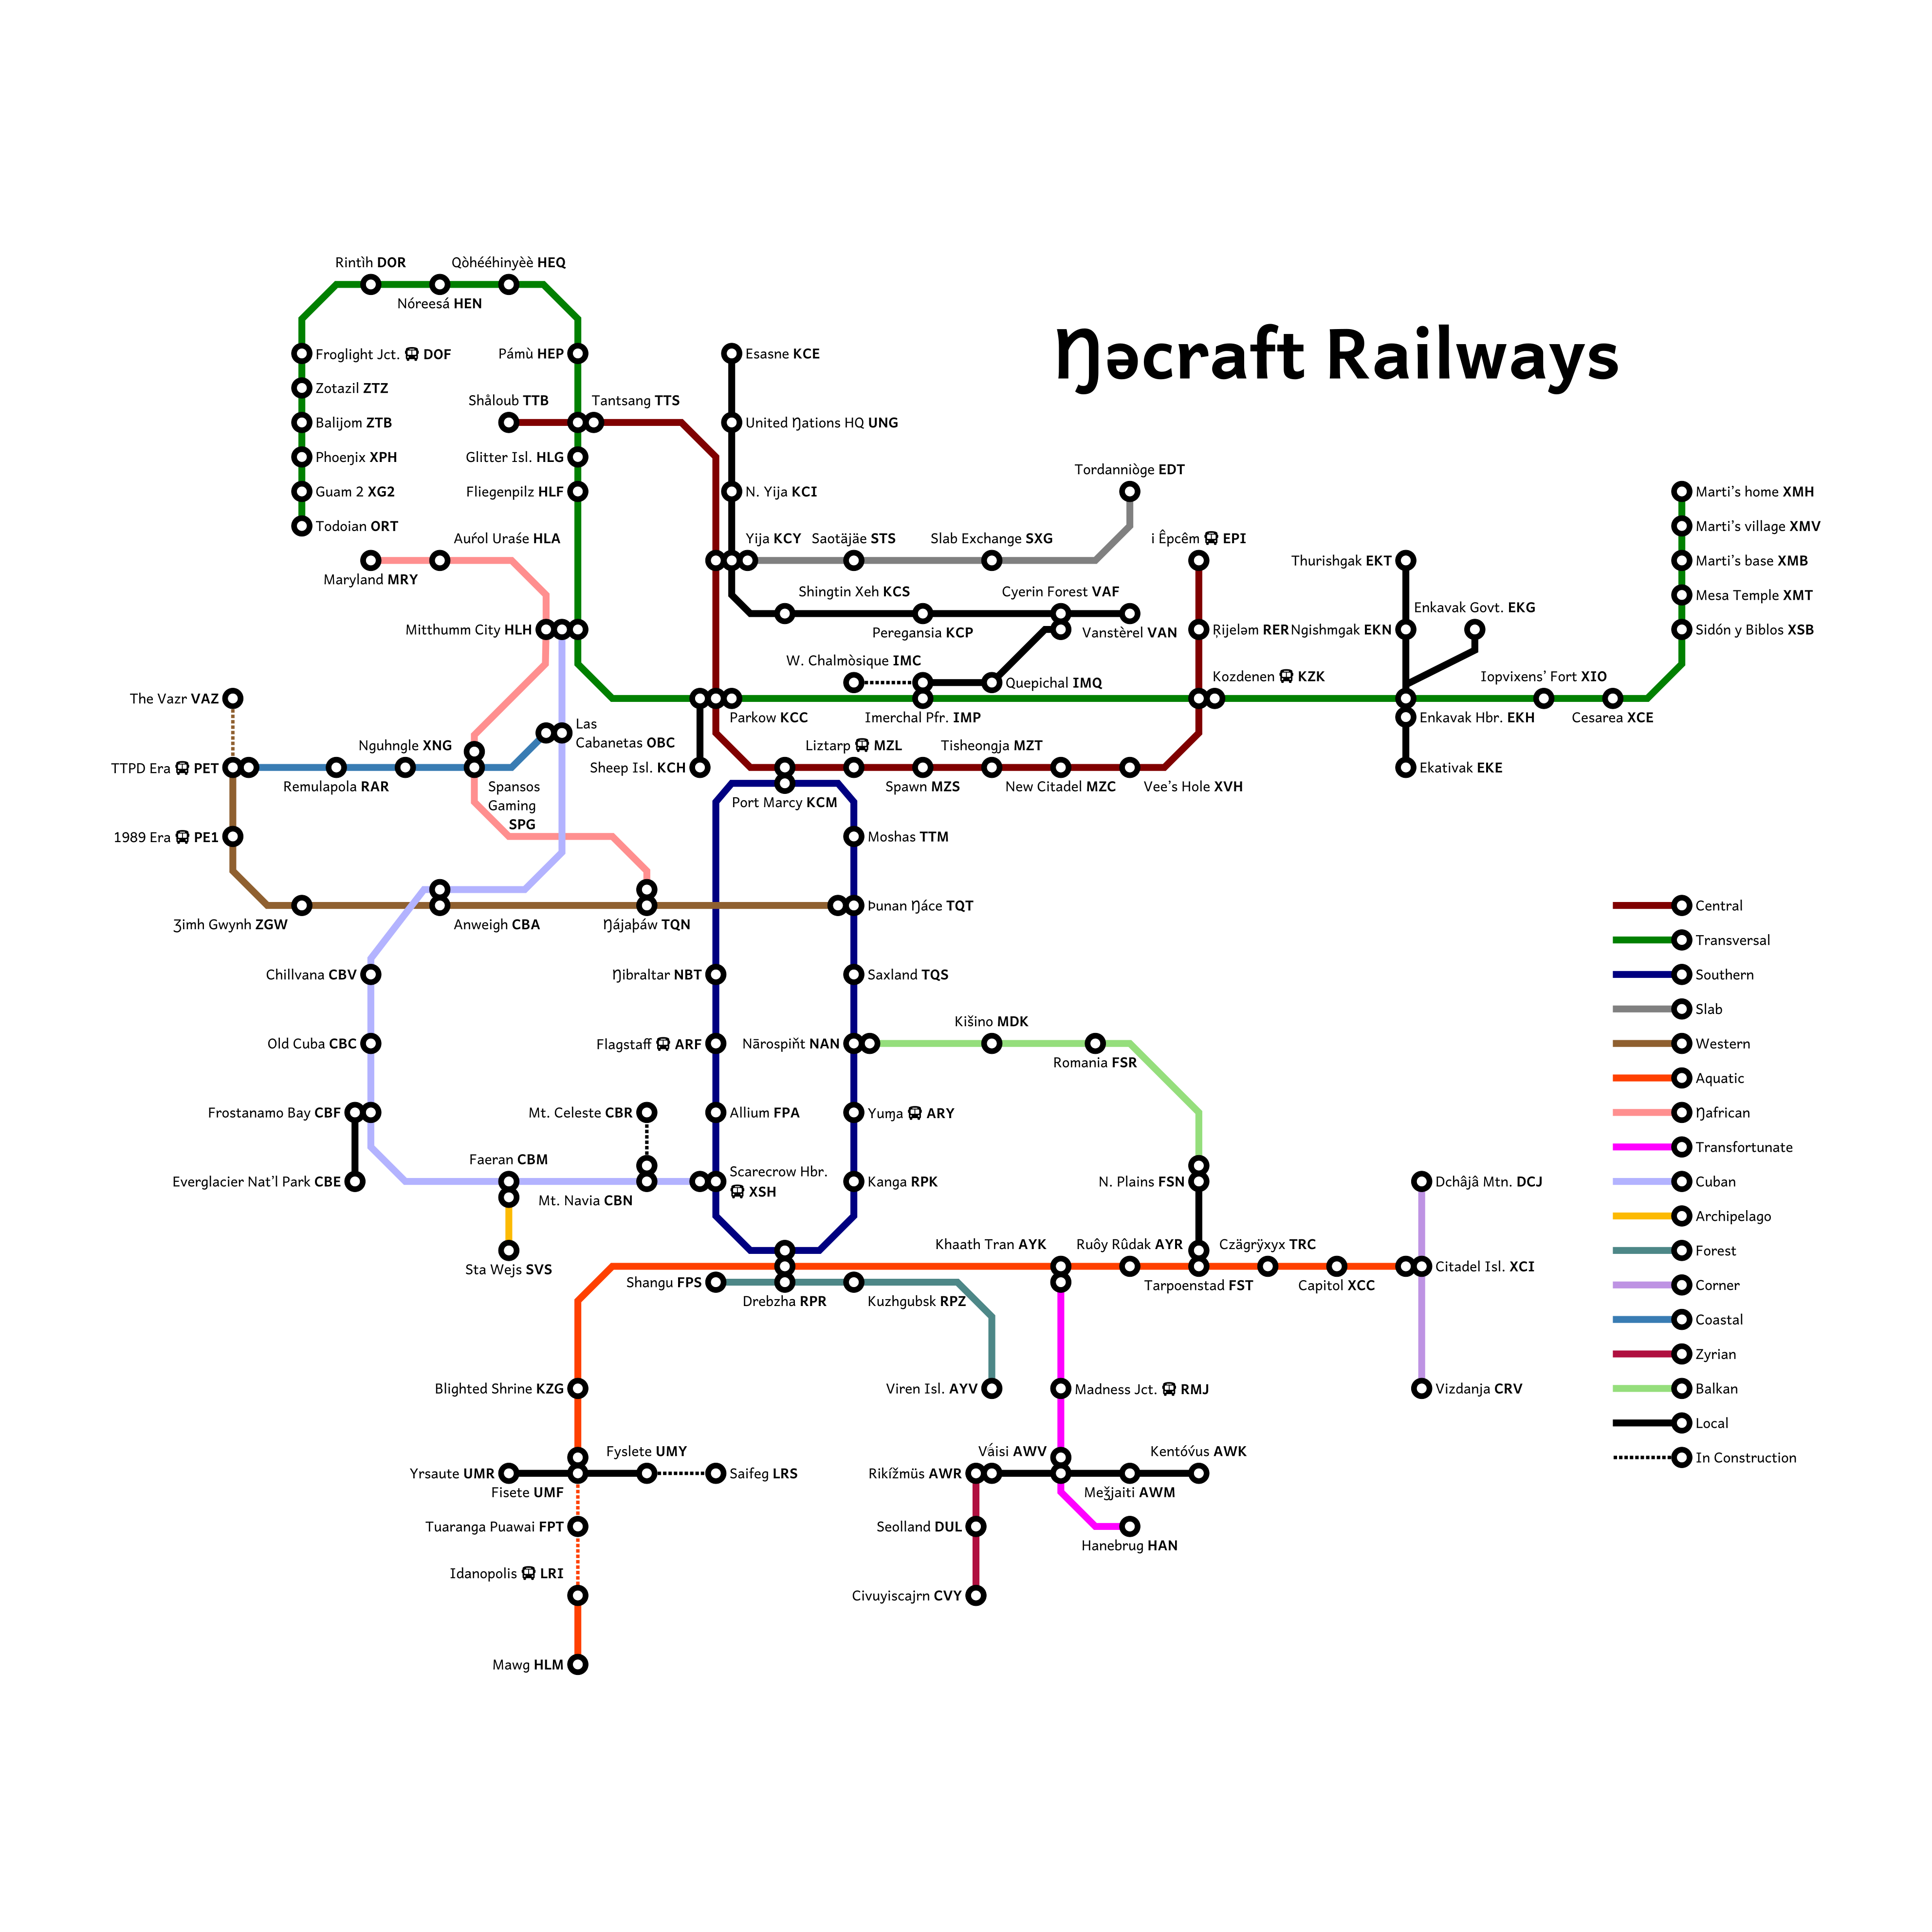 Ŋəcraft Railways
Rintìh DOR
Qòhééhinyèè HEQ
Nóreesá HEN
Froglight Jct. DOF
Pámù HEP
Esasne KCE
Zotazil ZTZ
Shåloub TTB
Tantsang TTS
Balijom ZTB
United Ŋations HQ UNG
Phoeŋix XPH
Glitter Isl. HLG
Tordanniòge EDT
Guam 2 XG2
Fliegenpilz HLF
N. Yija KCI
Marti's home XMH
Todoian ORT
Marti's village XMV
Auŕol Uraśe HLA
Yija KCY
Saotäjäe STS
Slab Exchange SXG
i Êpcêm EPI
Thurishgak EKT
Marti's base XMB
Maryland MRY
Shingtin Xeh KCS
Cyerin Forest VAF
Mesa Temple XMT
Enkavak Govt. EKG
Mitthumm City HLH
Peregansia KCP
Vanstèrel VAN
Ŗijeləm RER
Ngishmgak EKN
Sidón y Biblos XSB
W. Chalmòsique IMC
Quepichal IMQ
Kozdenen KZK
Iopvixens' Fort XIO
The Vazr VAZ
Parkow KCC
Imerchal Pfr. IMP
Enkavak Hbr. EKH
Cesarea XCE
Las
Cabanetas OBC
Nguhngle XNG
Liztarp MZL
Tisheongja MZT
TTPD Era PET
Sheep Isl. KCH
Ekativak EKE
Remulapola RAR
Spansos
Gaming
SPG
Port Marcy KCM
Spawn MZS
New Citadel MZC
Vee's Hole XVH
1989 Era PE1
Moshas TTM
Þunan Ŋáce TQT
Ʒimh Gwynh ZGW
Anweigh CBA
Ŋájaþáw TQN
Chillvana CBV
Ŋibraltar NBT
Saxland TQS
Kišino MDK
Old Cuba CBC
Flagstaff ARF
Nārospiňt NAN
Romania FSR
Frostanamo Bay CBF
Mt. Celeste CBR
Allium FPA
Yuɱa ARY
Faeran CBM
Scarecrow Hbr.
XSH
Everglacier Nat'l Park CBE
Mt. Navia CBN
Kanga RPK
N. Plains FSN
Dchâjâ Mtn. DCJ
Khaath Tran AYK
Ruôy Rûdak AYR
Czägrÿxyx TRC
Sta Wejs SVS
Citadel Isl. XCI
Shangu FPS
Drebzha RPR
Kuzhgubsk RPZ
Tarpoenstad FST
Capitol XCC
Blighted Shrine KZG
Viren Isl. AYV
Madness Jct. RMJ
Vizdanja CRV
Fyslete UMY
Vấisi AWV
Kentóv́us AWK
Yrsaute UMR
Saifeg LRS
Rikížmüs AWR
Fisete UMF
Meǯjaiti AWM
Tuaranga Puawai FPT
Seolland DUL
Hanebrug HAN
Idanopolis LRI
Civuyiscajrn CVY
Mawg HLM
Central
Transversal
Southern
Slab
Western
Aquatic
Ŋafrican
Transfortunate
Cuban
Archipelago
Forest
Corner
Coastal
Zyrian
Balkan
Local
In Construction